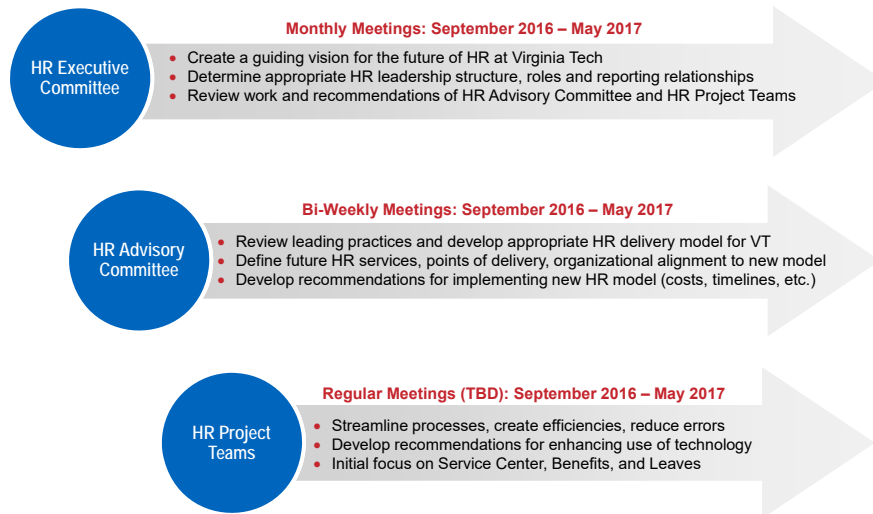 Monthly Meetings: September 2016 – May 2017
HR Executive
Committee
• Create a guiding vision for the future of HR at Virginia Tech
• Determine appropriate HR leadership structure, roles and reporting relationships
• Review work and recommendations of HR Advisory Committee and HR Project Teams
Bi-Weekly Meetings: September 2016 – May 2017
HR Advisory
Committee
• Review leading practices and develop appropriate HR delivery model for VT
• Define future HR services, points of delivery, organizational alignment to new model
• Develop recommendations for implementing new HR model (costs, timelines, etc.)
Regular Meetings (TBD): September 2016 – May 2017
HR Project
Teams
• Streamline processes, create efficiencies, reduce errors
• Develop recommendations for enhancing use of technology
• Initial focus on Service Center, Benefits, and Leaves